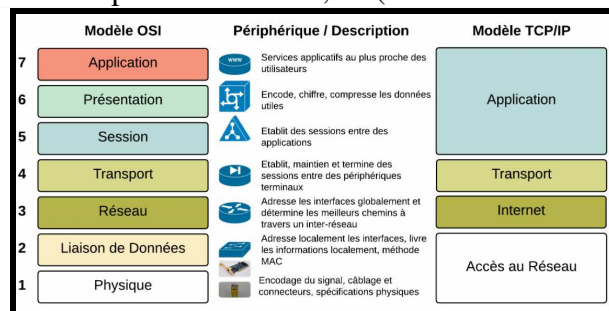 Modèle OSI
Périphérique / Description
Modèle TCP/IP
7
Application
www
Services applicatifs au plus proche des
utilisateurs
6
Présentation
Encode, chiffre, compresse les données
utiles
Application
5
Session
Etablit des sessions entre des
applications
4
Transport
Etablit, maintien et termine des
sessions entre des périphériques
terminaux
Transport
3
Réseau
Adresse les interfaces globalement et
détermine les meilleurs chemins à
travers un inter-réseau
Internet
2
Liaison de Données
Adresse localement les interfaces, livre
les informations localement, méthode
MAC
Accès au Réseau
1
Physique
Encodage du signal, câblage et
connecteurs, spécifications physiques